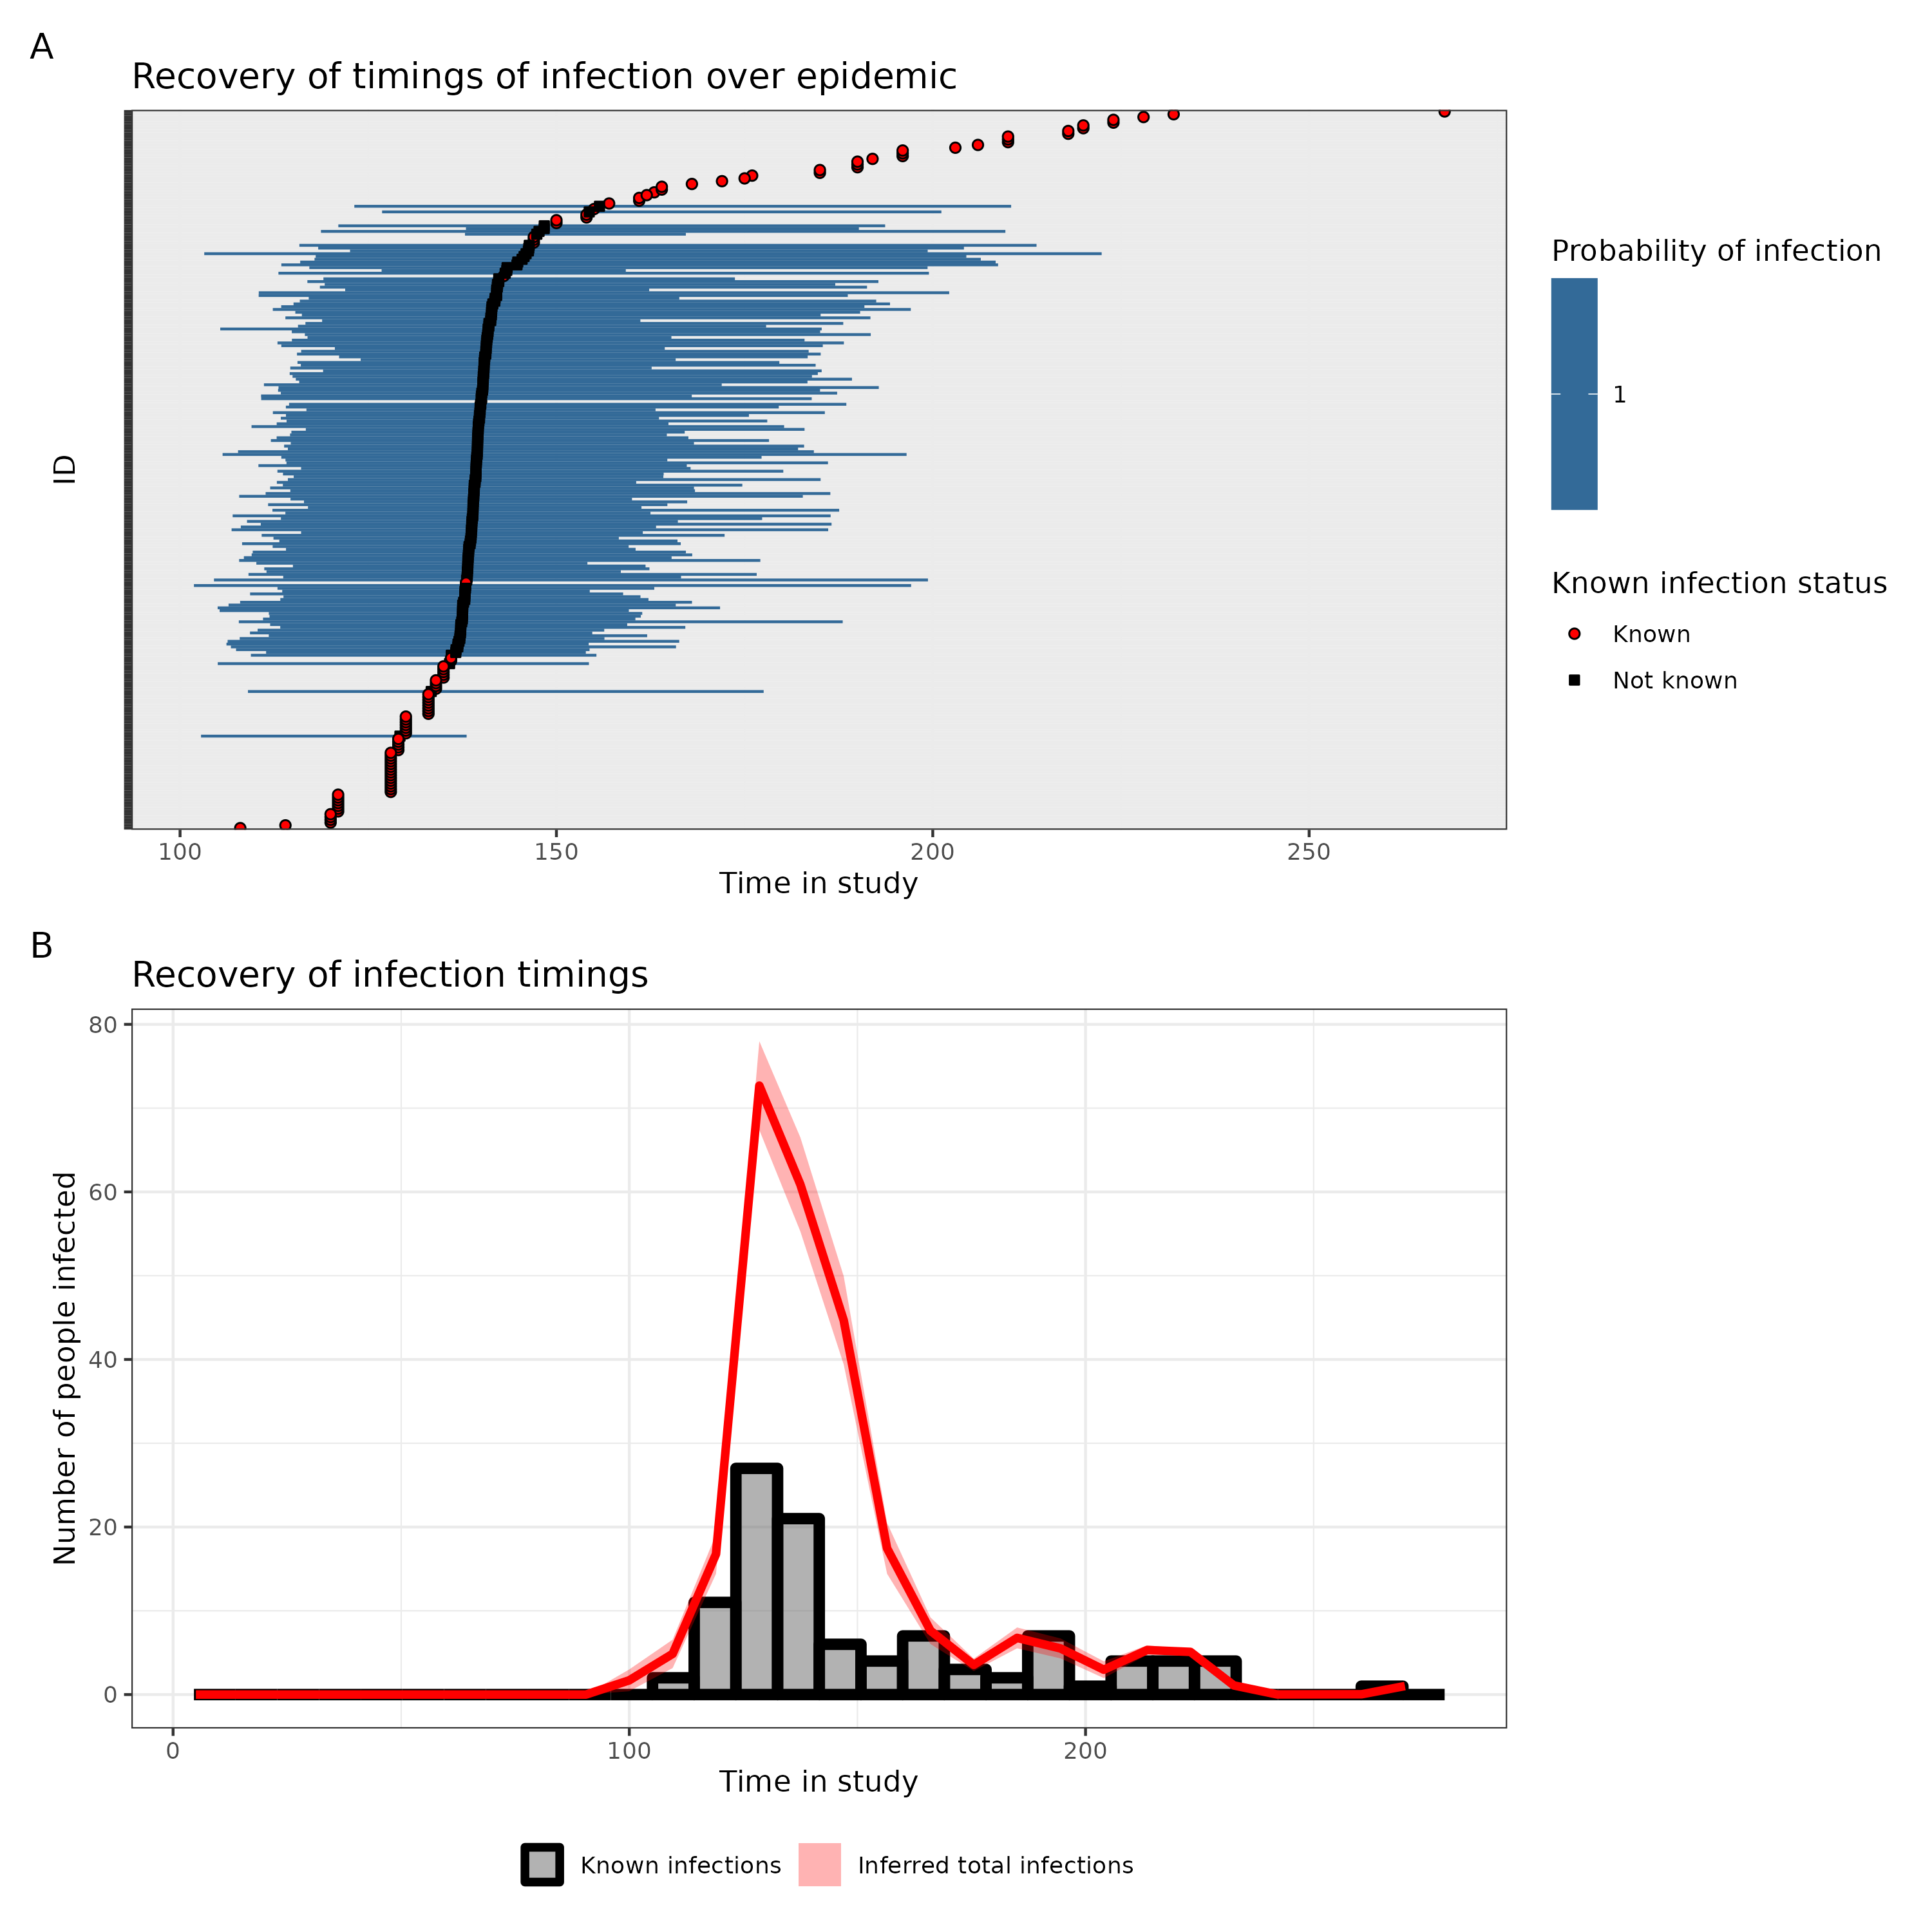 A
Recovery of timings of infection over epidemic
ID
100 150 200 250
Time in study
Probability of infection
1
Known infection status
Known
Not known
B
Recovery of infection timings
Number of people infected
80
60
40
20
0
0 100 200
Time in study
Known infections Inferred total infections